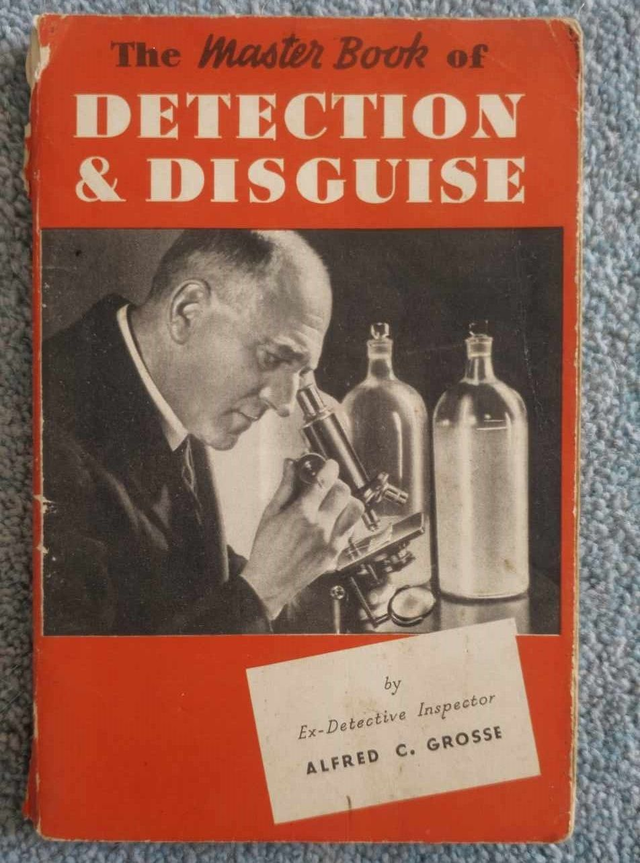 The Master Book of
DETECTION
& DISGUISE
by
Ex-Detective Inspector
ALFRED C. GROSSE